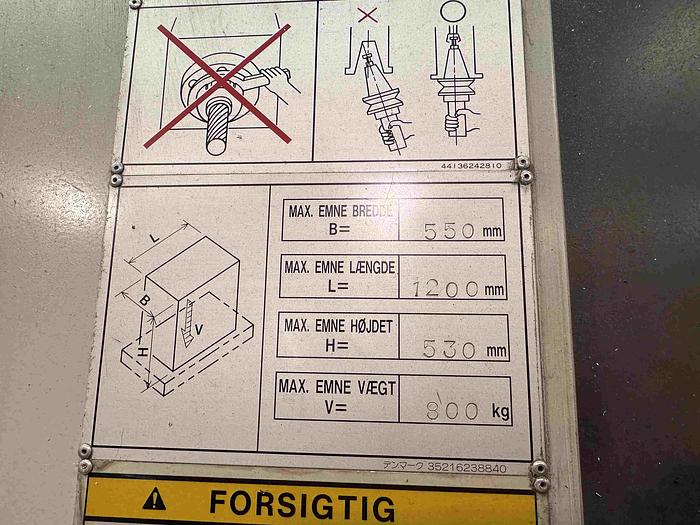 44136242810
MAX. EMNE BREDDE
B=
550 mm
MAX. EMNE LÆNGDE
L=
1200 mm
MAX. EMNE HØJDET
H=
530 mm
MAX. EMNE VÆGT
V=
800 kg
L
B
H
V
デンマーク 35216238840
FORSIGTIG